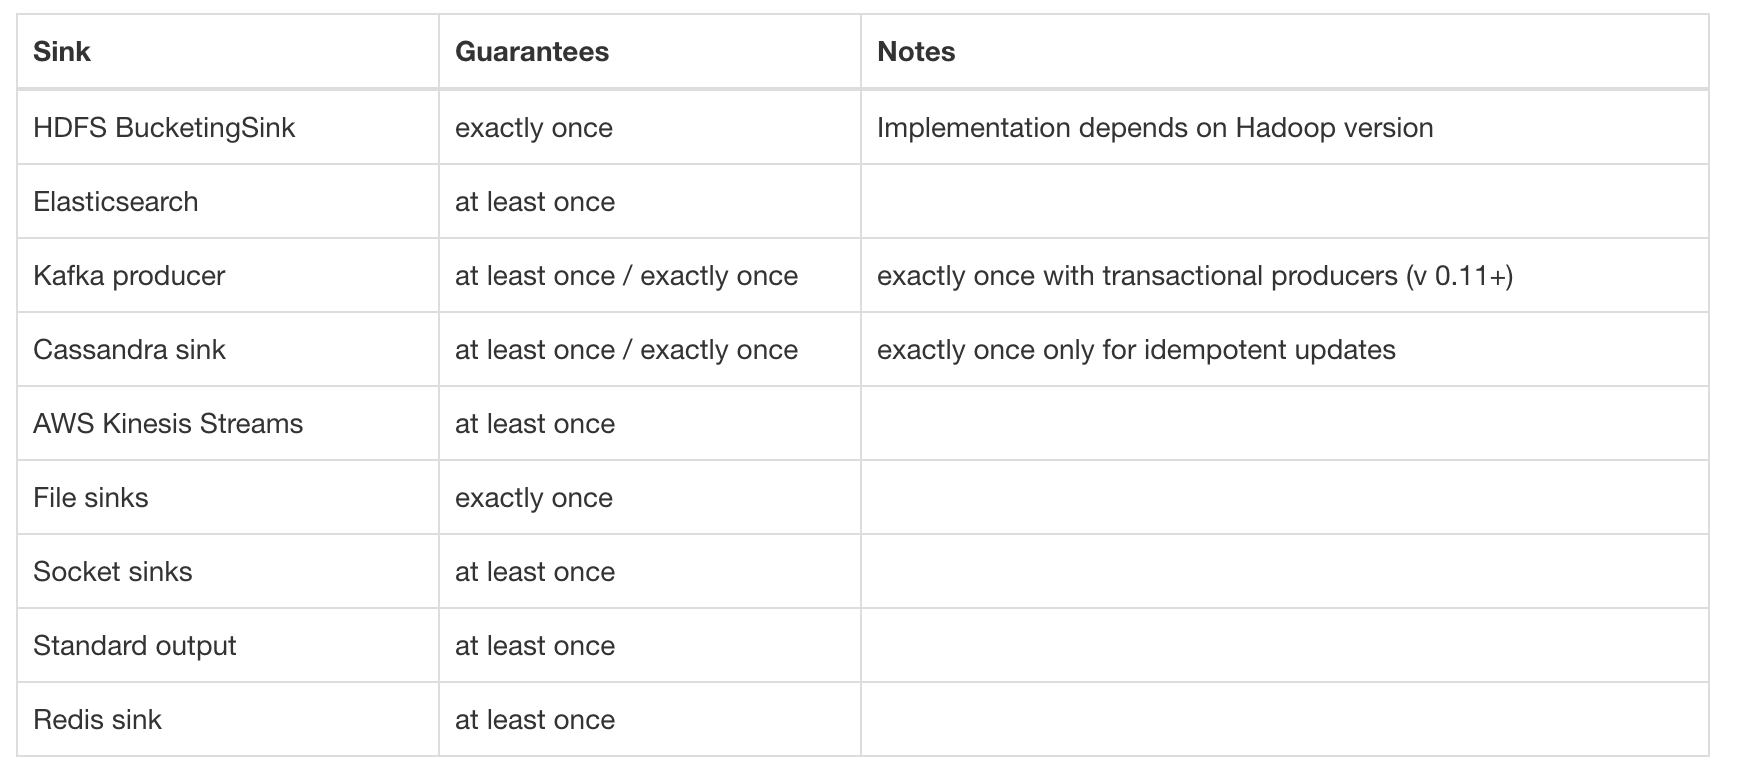 Sink Guarantees Notes
HDFS BucketingSink exactly once Implementation depends on Hadoop version
Elasticsearch at least once
Kafka producer at least once / exactly once exactly once with transactional producers (v 0.11+)
Cassandra sink at least once / exactly once exactly once only for idempotent updates
AWS Kinesis Streams at least once
File sinks exactly once
Socket sinks at least once
Standard output at least once
Redis sink at least once